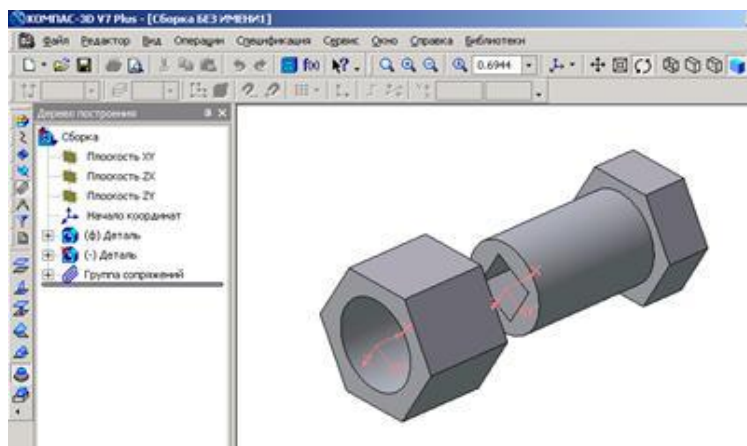 КОМПАС-3D V7 Plus - [Сборка БЕЗ ИМЕНИ1]
Файл Редактор Вид Операции Спецификация Сервис Окно Справка Библиотеки
f(x) 0.6944
Дерево построения
Сборка
Плоскость XY
Плоскость ZX
Плоскость ZY
Начало координат
(ф) Деталь
(-) Деталь
Группа сопряжений